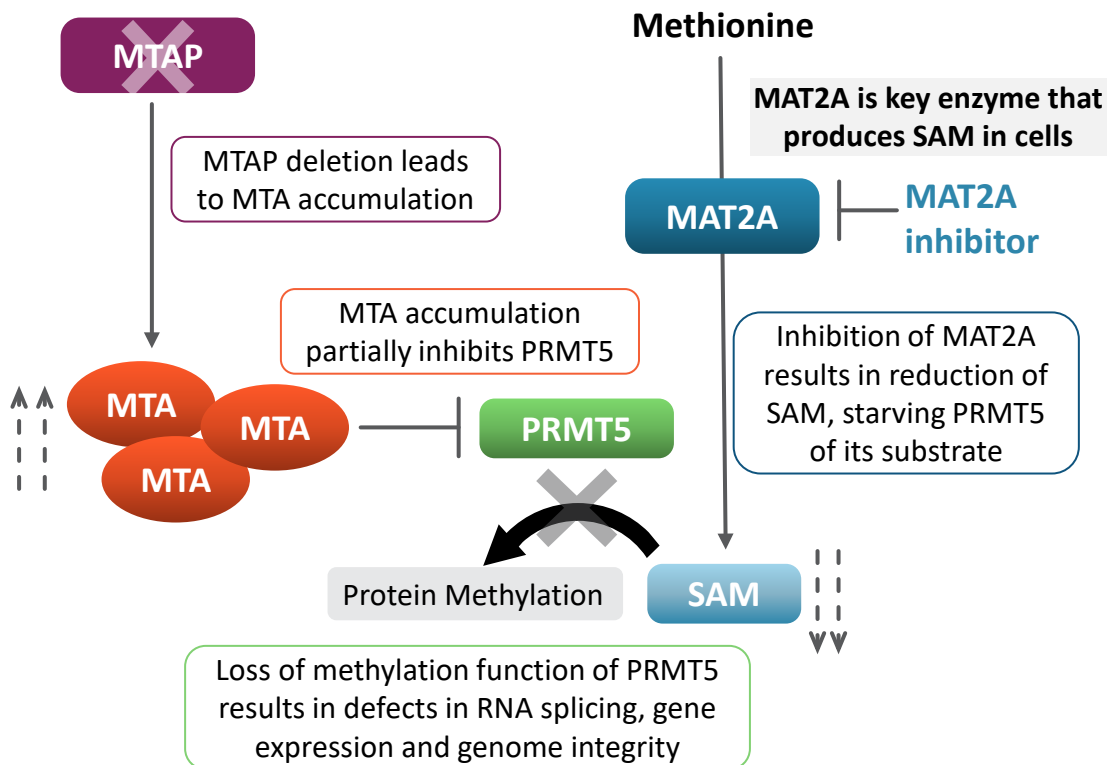 MTAP
MTAP deletion leads
to MTA accumulation
Methionine
MAT2A is key enzyme that
produces SAM in cells
MAT2A
MAT2A
inhibitor
MTA accumulation
partially inhibits PRMT5
Inhibition of MAT2A
results in reduction of
SAM, starving PRMT5
of its substrate
MTA
MTA
MTA
PRMT5
Protein Methylation
SAM
Loss of methylation function of PRMT5
results in defects in RNA splicing, gene
expression and genome integrity